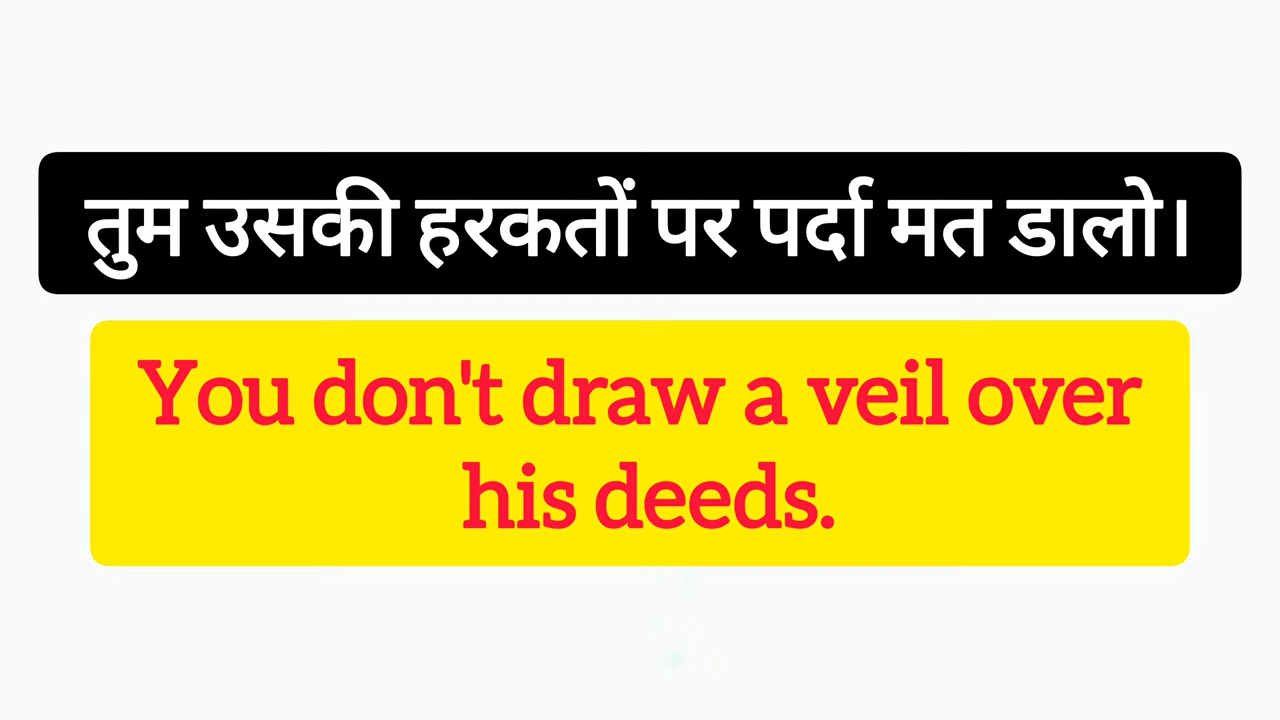 तुम उसकी हरकतों पर पर्दा मत डालो।
You don't draw a veil over
his deeds.